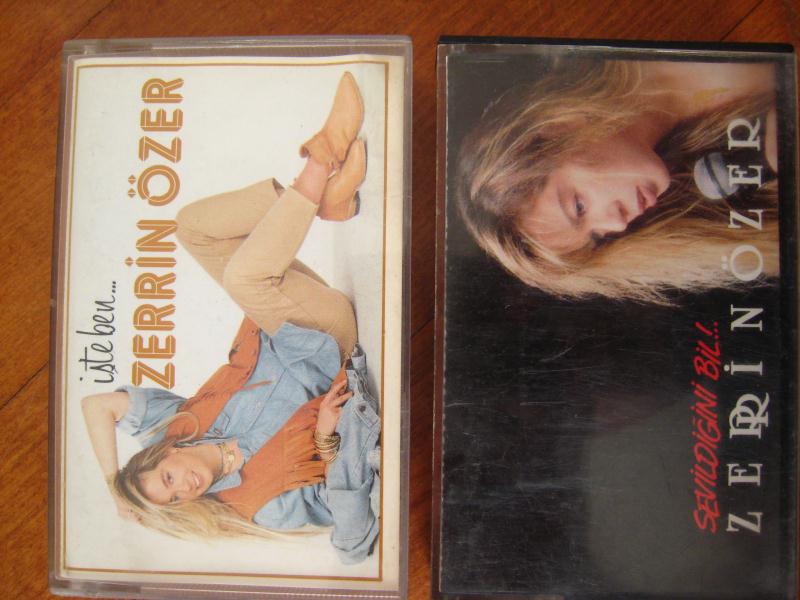 işte ben...
ZERRİN ÖZER
SEVİLDİĞİNİ BİL!..
ZERRİN ÖZER